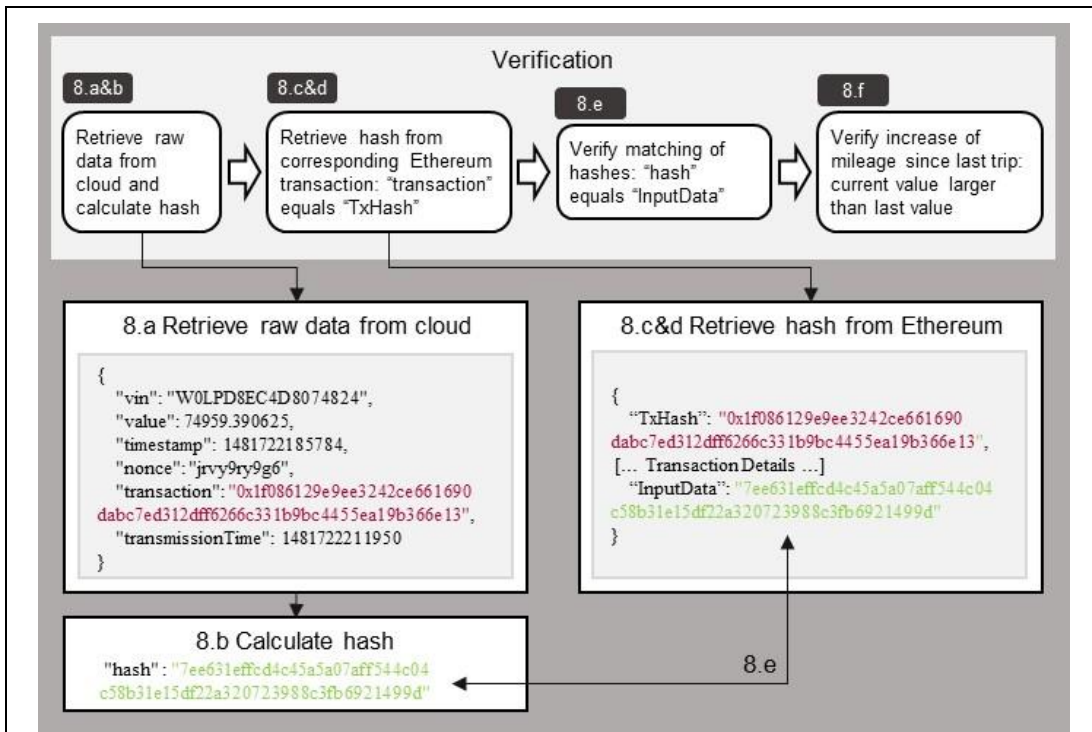 Verification
8.a&b
Retrieve raw
data from
cloud and
calculate hash
8.c&d
Retrieve hash from
corresponding Ethereum
transaction: “transaction”
equals “TxHash”
8.e
Verify matching of
hashes: “hash”
equals “InputData”
8.f
Verify increase of
mileage since last trip:
current value larger
than last value
8.a Retrieve raw data from cloud
{
"vin": "W0LPD8EC4D8074824",
"value": 74959.390625,
"timestamp": 1481722185784,
"nonce": "jrvy9ry9g6",
"transaction": "0x1f086129e9ee3242ce661690
dabc7ed312dff6266c331b9bc4455ea19b366e13",
"transmissionTime": 1481722211950
}
8.c&d Retrieve hash from Ethereum
{
“TxHash”: "0x1f086129e9ee3242ce661690
dabc7ed312dff6266c331b9bc4455ea19b366e13",
[... Transaction Details ...]
“InputData”: "7ee631effcd4c45a5a07aff544c04
c58b31e15df22a320723988c3fb6921499d"
}
8.b Calculate hash
"hash": "7ee631effcd4c45a5a07aff544c04
c58b31e15df22a320723988c3fb6921499d"
8.e